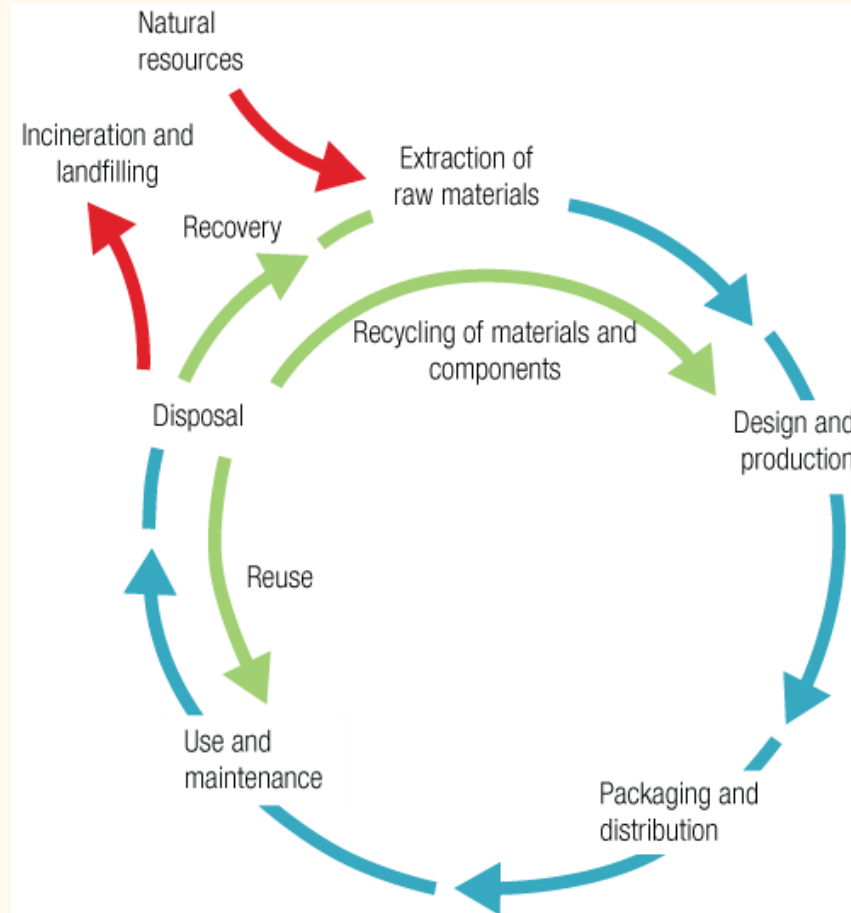 Natural
resources
Incineration and
landfilling
Extraction of
raw materials
Recovery
Recycling of materials and
components
Disposal
Design and
production
Reuse
Use and
maintenance
Packaging and
distribution